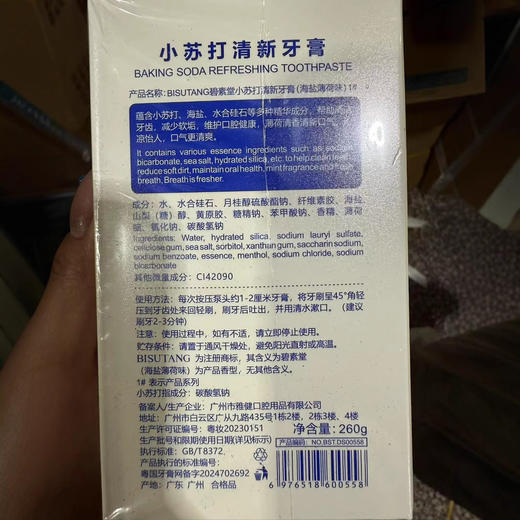 小苏打清新牙膏
BAKING SODA REFRESHING TOOTHPASTE
产品名称: BISUTANG碧素堂小苏打清新牙膏 (海盐薄荷味) 1#
蕴含小苏打、海盐、水合硅石等多种精华成分，帮助
牙齿，减少软垢，维护口腔健康，薄荷清香清新口气，
凉怡人，口气更清爽。
It contains various essence ingredients such as sodium
bicarbonate, sea salt, hydrated silica, etc. to help clean teeth
reduce soft dirt, maintain oral health, mint fragrance and fresh
breath, Breath is fresher.
成分：水、水合硅石、月桂醇硫酸酯钠、纤维素胶、海盐
山梨（糖）醇、黄原胶、糖精钠、苯甲酸钠、香精、薄荷
氯化钠、碳酸氢钠
Ingredients: Water, hydrated silica, sodium lauryl sulfate,
cellulose gum, sea salt, sorbitol, xanthan gum, saccharin sodium,
sodium benzoate, essence, menthol, sodium chloride, sodium
bicarbonate
其他微量成分: CI42090
使用方法：每次按压泵头约1-2厘米牙膏，将牙刷呈45°角轻
压到牙齿处来回轻刷，刷牙后吐出，并用清水漱口。（建议
刷牙2-3分钟）
注意：使用过程中，如有不适，请立即停止使用。
贮存条件：请置于通风干燥处，避免阳光直射或高温。
BISUTANG 为注册商标，其含义为碧素堂
(海盐薄荷味) 为产品香型，无其他含义。
1# 表示产品系列
小苏打指成分：碳酸氢钠
备案人/生产企业：广州市雅健口腔用品有限公司
地址：广州市白云区广从九路435号1栋2楼，2栋3楼、4楼
生产许可证号: 粤妆20230151
净含量: 260g
生产批号和限期使用日期 (详见标示)
产品编码: NO.BST.DS00558
执行标准: GB/T8372.
产品执行的标准编号:
粤国牙膏网备字2024702692
产地: 广东 广州 合格品
6 976518 600558